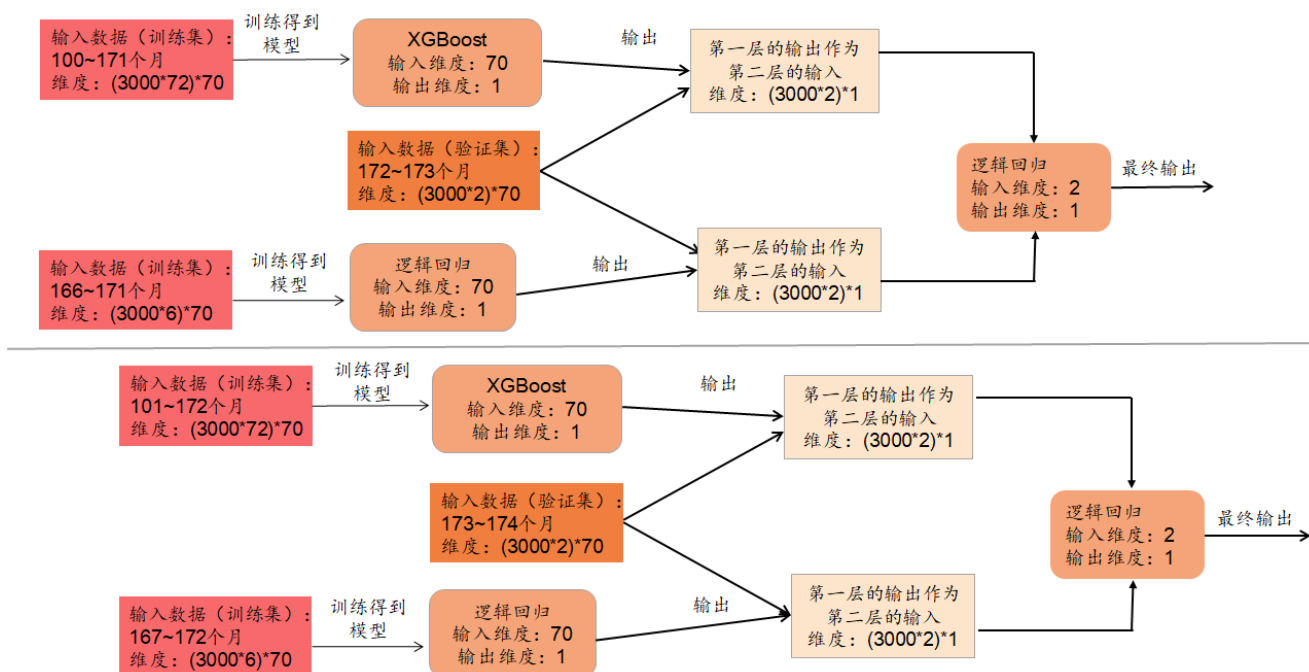 输入数据（训练集）：
100~171个月
维度：(3000*72)*70
训练得到
模型
XGBoost
输入维度：70
输出维度：1
输出
第一层的输出作为
第二层的输入
维度：(3000*2)*1
输入数据（验证集）：
172~173个月
维度：(3000*2)*70
逻辑回归
输入维度：2
输出维度：1
最终输出
输入数据（训练集）：
166~171个月
维度：(3000*6)*70
训练得到
模型
逻辑回归
输入维度：70
输出维度：1
输出
第一层的输出作为
第二层的输入
维度：(3000*2)*1
输入数据（训练集）：
101~172个月
维度：(3000*72)*70
训练得到
模型
XGBoost
输入维度：70
输出维度：1
输出
第一层的输出作为
第二层的输入
维度：(3000*2)*1
输入数据（验证集）：
173~174个月
维度：(3000*2)*70
逻辑回归
输入维度：2
输出维度：1
最终输出
输入数据（训练集）：
167~172个月
维度：(3000*6)*70
训练得到
模型
逻辑回归
输入维度：70
输出维度：1
输出
第一层的输出作为
第二层的输入
维度：(3000*2)*1